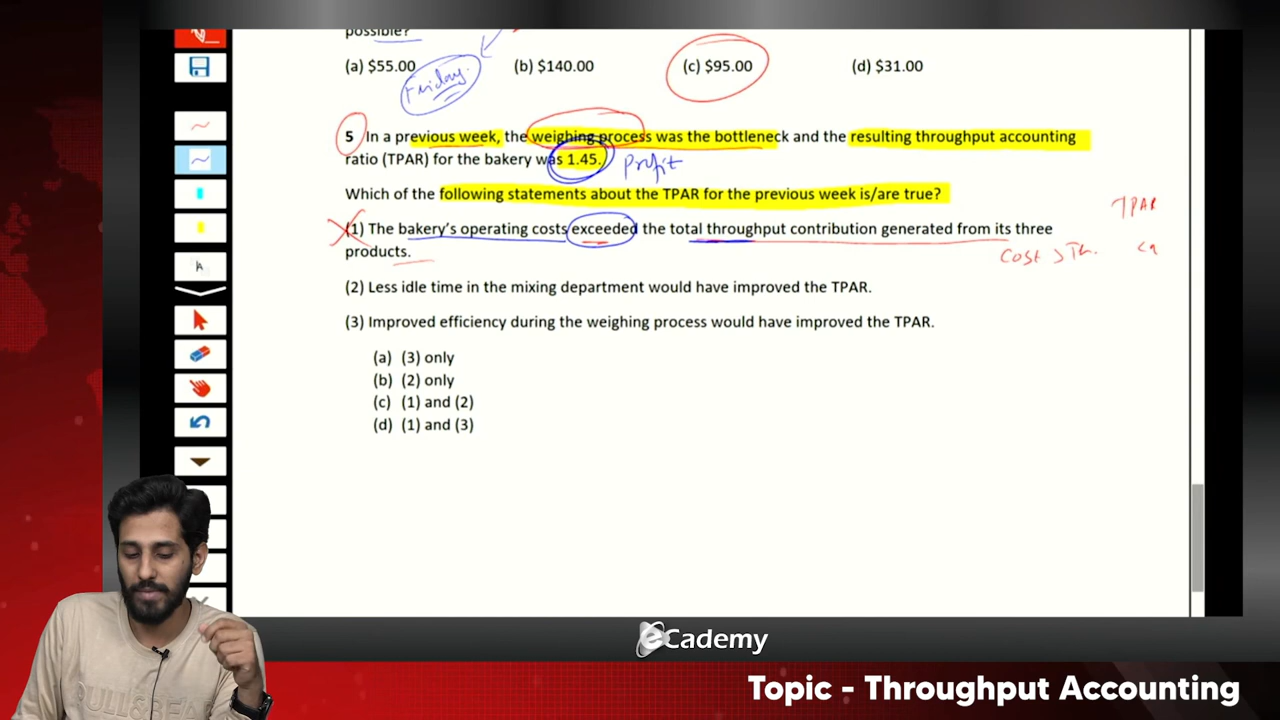 possible?
(a) $55.00 (b) $140.00 (c) $95.00 (d) $31.00
Friday
5 In a previous week, the weighing process was the bottleneck and the resulting throughput accounting
ratio (TPAR) for the bakery was 1.45. Profit
Which of the following statements about the TPAR for the previous week is/are true?
TPAR
(1) The bakery's operating costs exceeded the total throughput contribution generated from its three
products. Cost > Th. <1
(2) Less idle time in the mixing department would have improved the TPAR.
(3) Improved efficiency during the weighing process would have improved the TPAR.
(a) (3) only
(b) (2) only
(c) (1) and (2)
(d) (1) and (3)
eCademy
Topic - Throughput Accounting